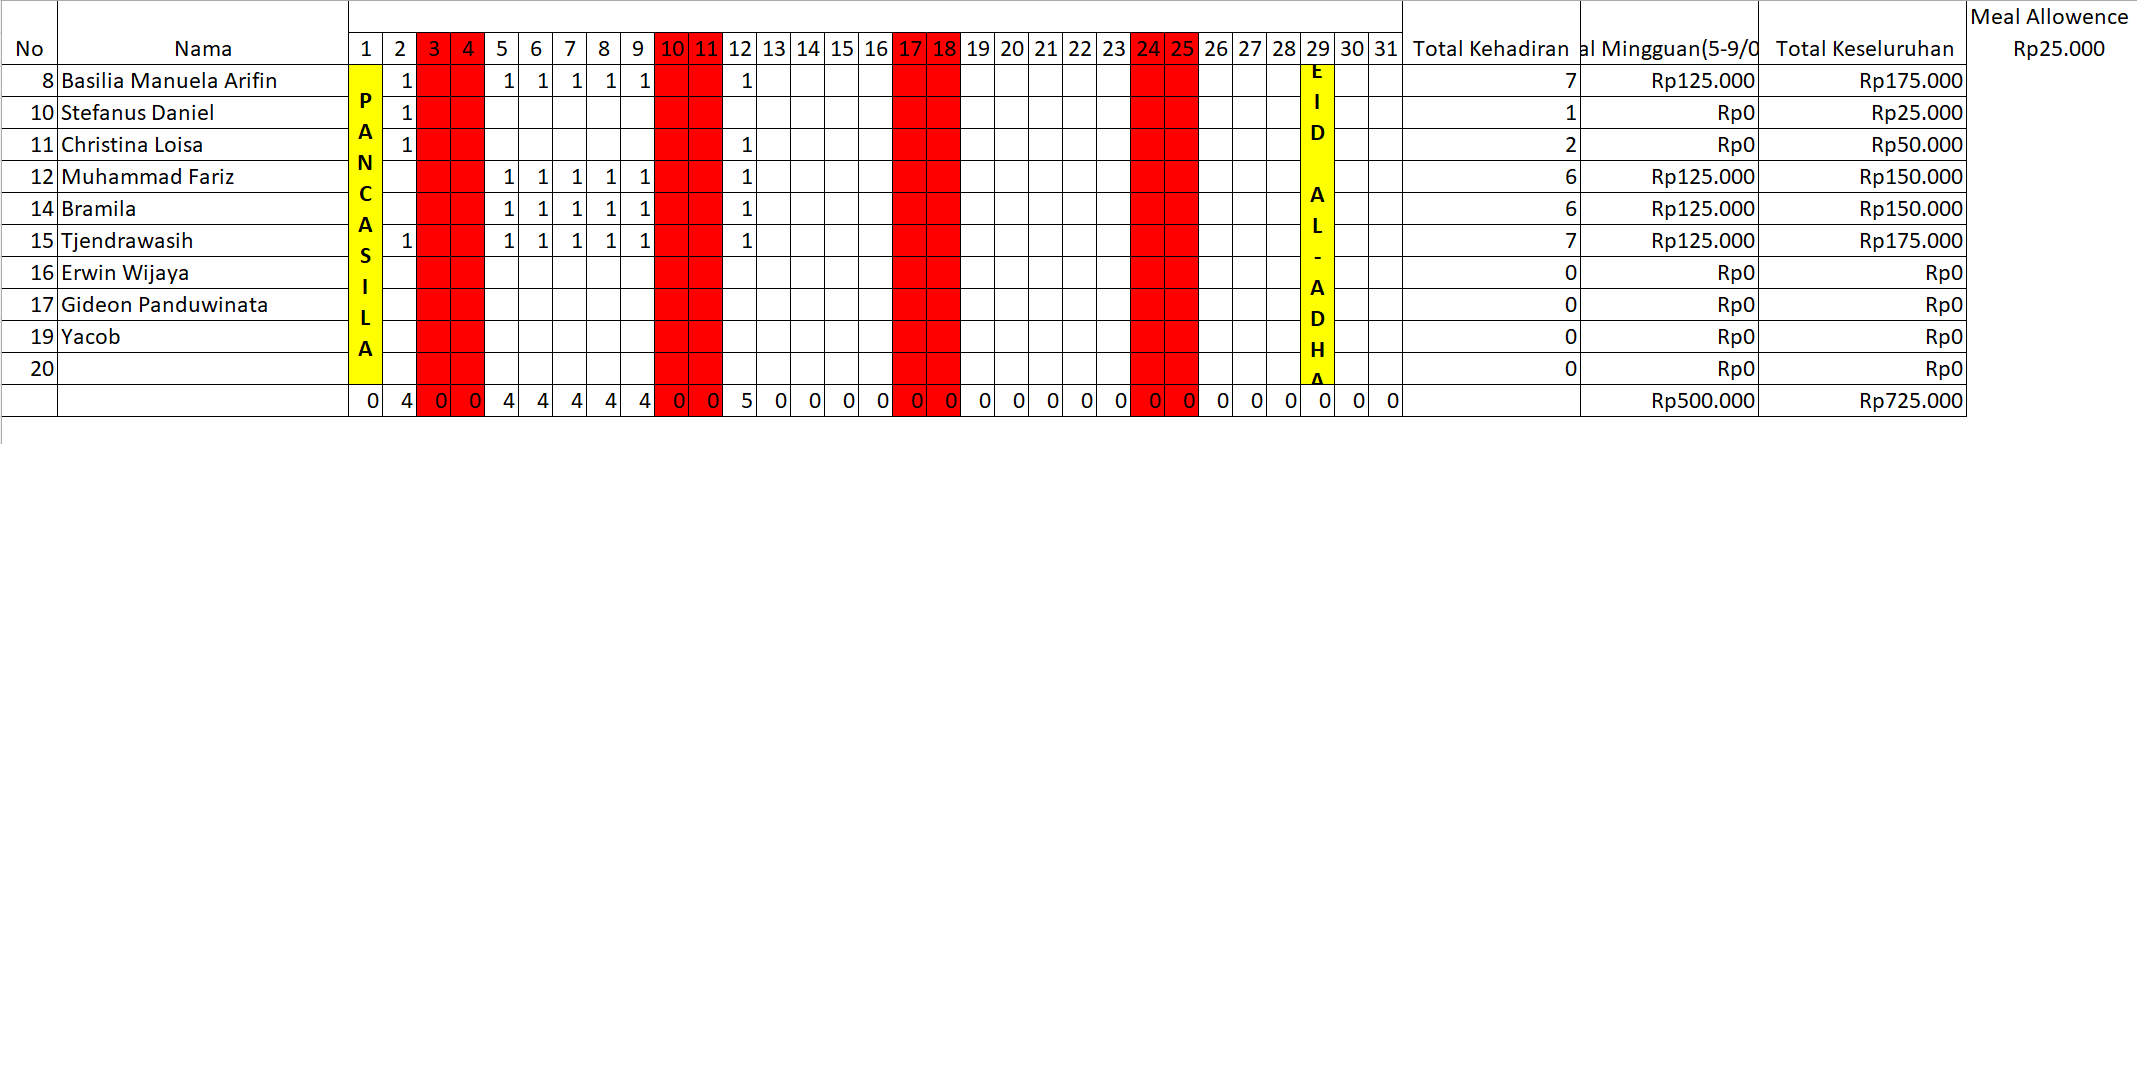 Meal Allowence
No Nama 1 2 3 4 5 6 7 8 9 10 11 12 13 14 15 16 17 18 19 20 21 22 23 24 25 26 27 28 29 30 31 Total Kehadiran al Mingguan(5-9/0 Total Keseluruhan Rp25.000
8 Basilia Manuela Arifin 1 1 1 1 1 1 1 7 Rp125.000 Rp175.000
10 Stefanus Daniel 1 1 Rp0 Rp25.000
11 Christina Loisa 1 1 2 Rp0 Rp50.000
12 Muhammad Fariz 1 1 1 1 1 1 6 Rp125.000 Rp150.000
14 Bramila 1 1 1 1 1 1 6 Rp125.000 Rp150.000
15 Tjendrawasih 1 1 1 1 1 1 1 7 Rp125.000 Rp175.000
16 Erwin Wijaya 0 Rp0 Rp0
17 Gideon Panduwinata 0 Rp0 Rp0
19 Yacob 0 Rp0 Rp0
20 0 Rp0 Rp0
0 4 0 0 4 4 4 4 4 0 0 5 0 0 0 0 0 0 0 0 0 0 0 0 0 0 0 0 0 0 0 Rp500.000 Rp725.000
PANCASILA
EID AL-ADHA